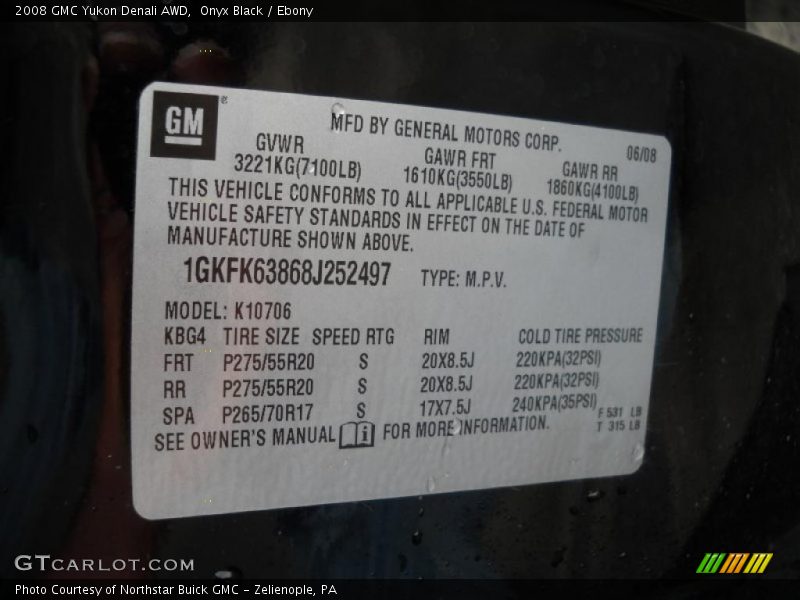 2008 GMC Yukon Denali AWD,  Onyx Black / Ebony
GM®
MFD BY GENERAL MOTORS CORP.
06/08
GVWR GAWR FRT GAWR RR
3221KG(7100LB) 1610KG(3550LB) 1860KG(4100LB)
THIS VEHICLE CONFORMS TO ALL APPLICABLE U.S. FEDERAL MOTOR
VEHICLE SAFETY STANDARDS IN EFFECT ON THE DATE OF
MANUFACTURE SHOWN ABOVE.
1GKFK63868J252497 TYPE: M.P.V.
MODEL: K10706
KBG4 TIRE SIZE SPEED RTG RIM COLD TIRE PRESSURE
FRT P275/55R20 S 20X8.5J 220KPA(32PSI)
RR P275/55R20 S 20X8.5J 220KPA(32PSI)
SPA P265/70R17 S 17X7.5J 240KPA(35PSI)
F 531 LB
T 315 LB
SEE OWNER'S MANUAL i FOR MORE INFORMATION.
GTCARLOT.COM
Photo Courtesy of Northstar Buick GMC - Zelienople, PA